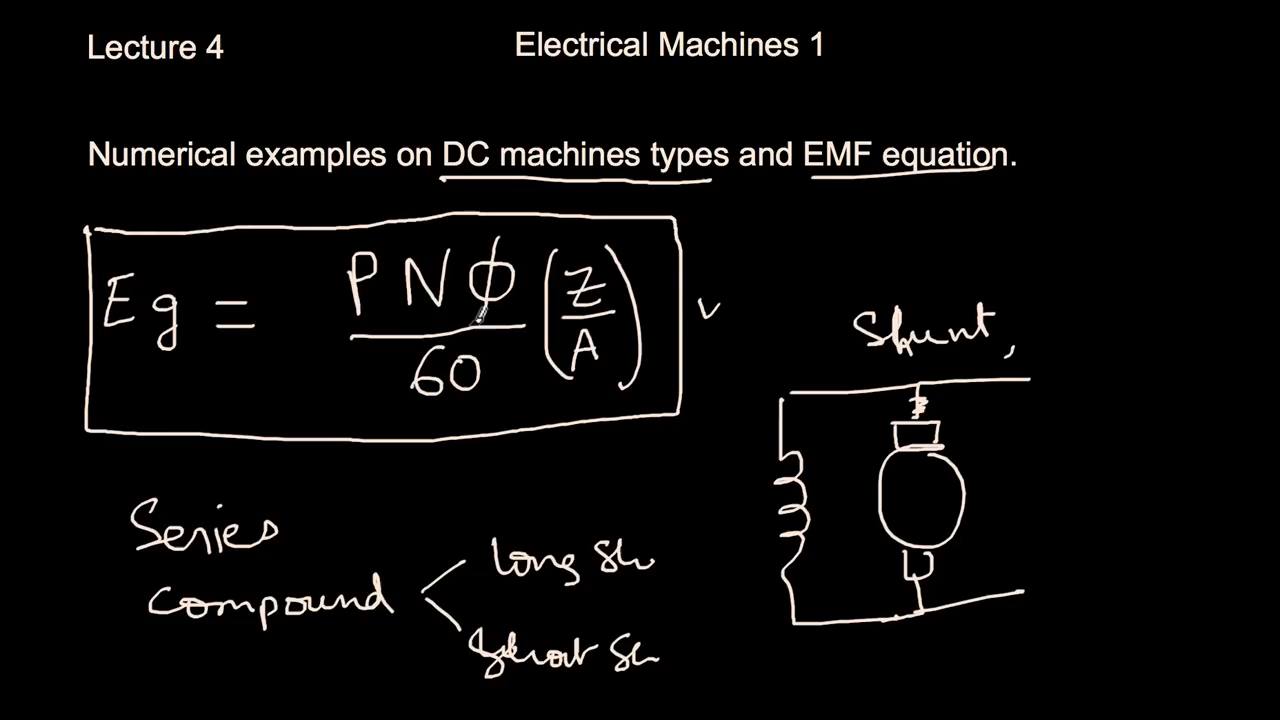 Lecture 4
Electrical Machines 1
Numerical examples on DC machines types and EMF equation.
Eg = PNϕ/60 (Z/A)
Shunt,
Series
Compound
long Sh
Short Sh